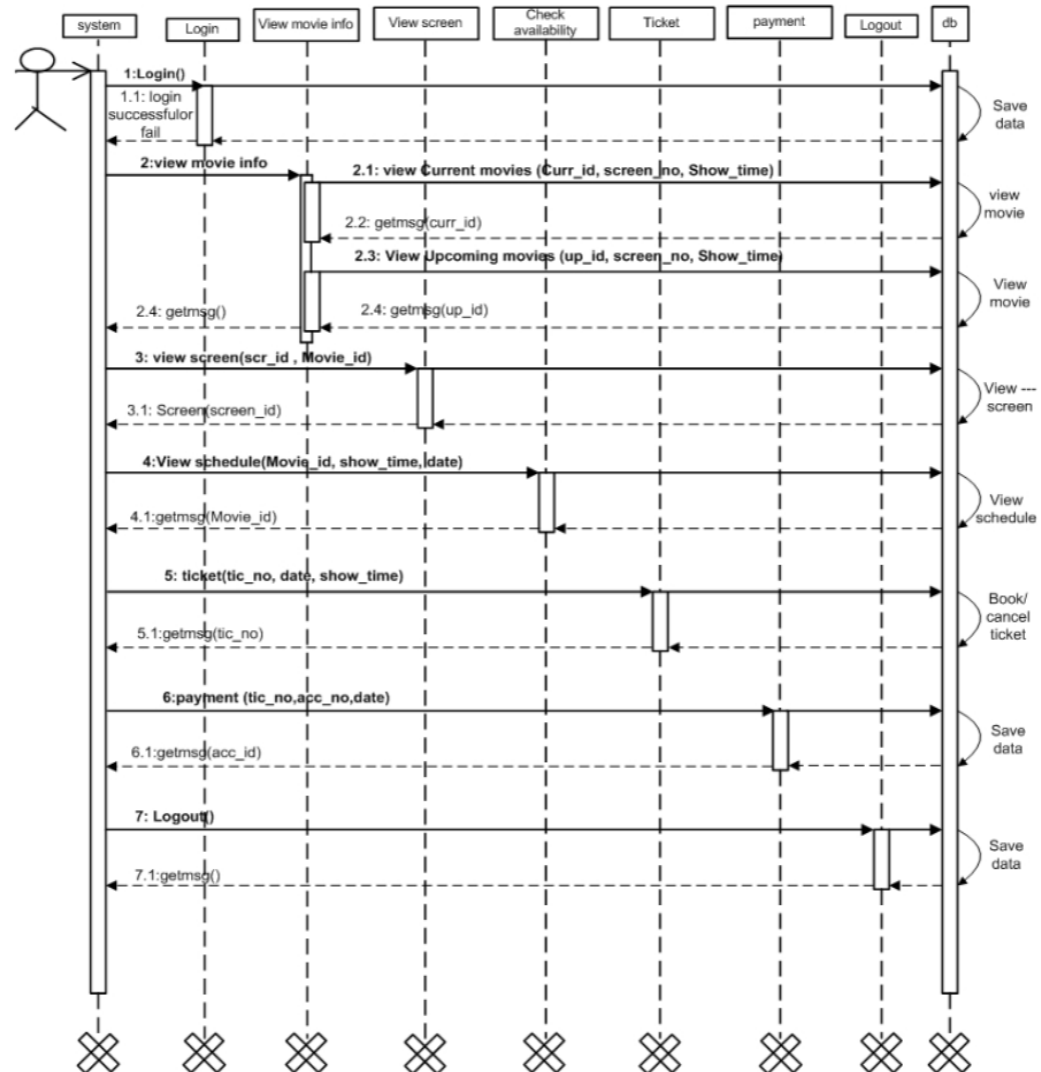 system
Login
View movie info
View screen
Check
availability
Ticket
payment
Logout
db
1:Login()
1.1: login
successfulor
fail
Save
data
2:view movie info
2.1: view Current movies (Curr_id, screen_no, Show_time)
view
movie
2.2: getmsg(curr_id)
2.3: View Upcoming movies (up_id, screen_no, Show_time)
View
movie
2.4: getmsg()
2.4: getmsg(up_id)
3: view screen(scr_id , Movie_id)
View ---
screen
3.1: Screen(screen_id)
4:View schedule(Movie_id, show_time, date)
View
schedule
4.1:getmsg(Movie_id)
5: ticket(tic_no, date, show_time)
Book/
cancel
ticket
5.1:getmsg(tic_no)
6:payment (tic_no,acc_no,date)
Save
data
6.1:getmsg(acc_id)
7: Logout()
Save
data
7.1:getmsg()